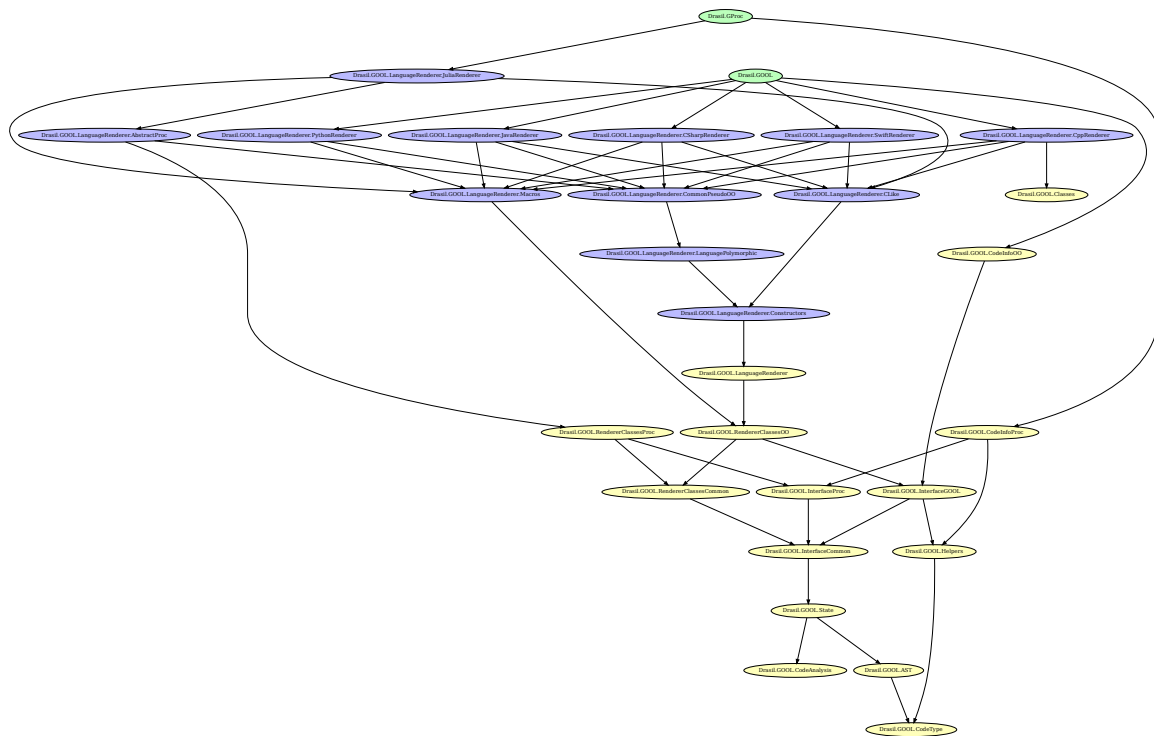 Drasil.GProc
Drasil.GOOL.LanguageRenderer.JuliaRenderer
Drasil.GOOL
Drasil.GOOL.LanguageRenderer.AbstractProc
Drasil.GOOL.LanguageRenderer.PythonRenderer
Drasil.GOOL.LanguageRenderer.JavaRenderer
Drasil.GOOL.LanguageRenderer.CSharpRenderer
Drasil.GOOL.LanguageRenderer.SwiftRenderer
Drasil.GOOL.LanguageRenderer.CppRenderer
Drasil.GOOL.LanguageRenderer.Macros
Drasil.GOOL.LanguageRenderer.CommonPseudoOO
Drasil.GOOL.LanguageRenderer.CLike
Drasil.GOOL.Classes
Drasil.GOOL.LanguageRenderer.LanguagePolymorphic
Drasil.GOOL.CodeInfoOO
Drasil.GOOL.LanguageRenderer.Constructors
Drasil.GOOL.LanguageRenderer
Drasil.GOOL.RendererClassesProc
Drasil.GOOL.RendererClassesOO
Drasil.GOOL.CodeInfoProc
Drasil.GOOL.RendererClassesCommon
Drasil.GOOL.InterfaceProc
Drasil.GOOL.InterfaceGOOL
Drasil.GOOL.InterfaceCommon
Drasil.GOOL.Helpers
Drasil.GOOL.State
Drasil.GOOL.CodeAnalysis
Drasil.GOOL.AST
Drasil.GOOL.CodeType